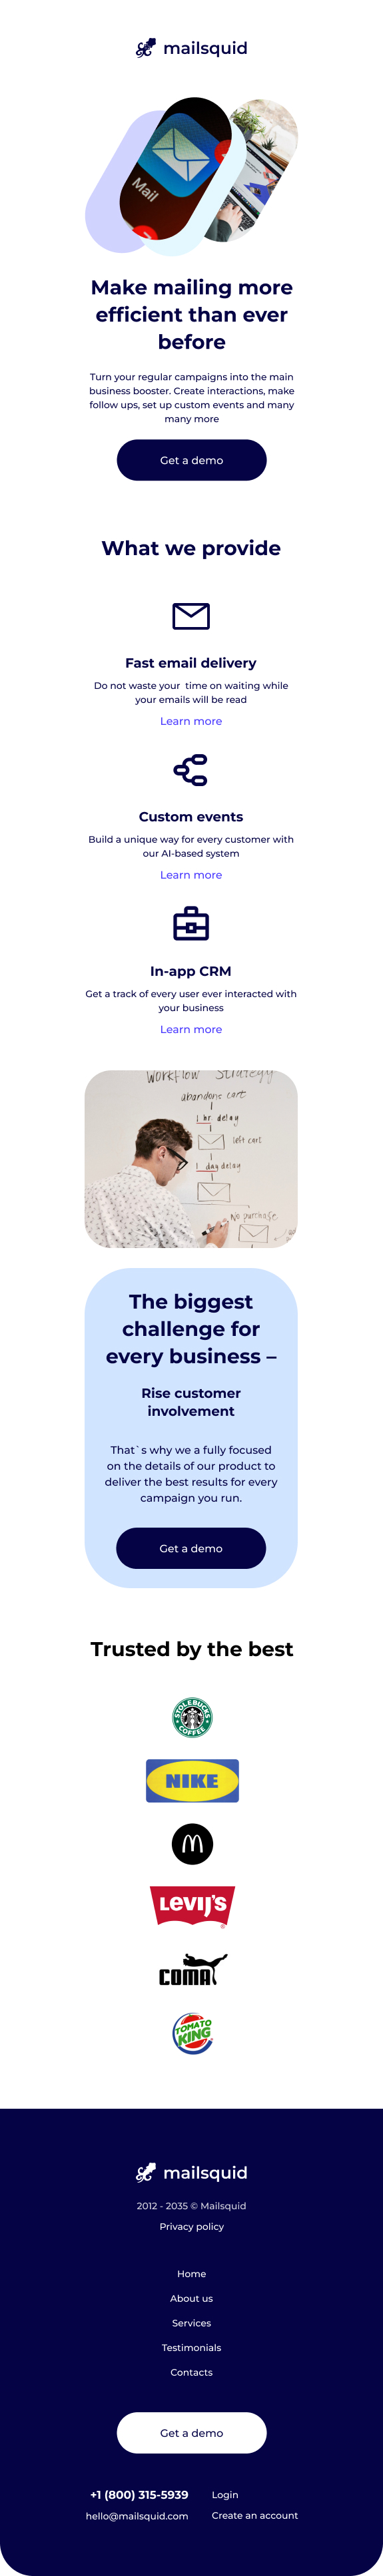 mailsquid
Mail
Make mailing more
efficient than ever
before
Turn your regular campaigns into the main
business booster. Create interactions, make
follow ups, set up custom events and many
many more
Get a demo
What we provide
Fast email delivery
Do not waste your  time on waiting while
your emails will be read
Learn more
Custom events
Build a unique way for every customer with
our AI-based system
Learn more
In-app CRM
Get a track of every user ever interacted with
your business
Learn more
WORKFLOW STRATEGY
abandone cart
1 hr. delay
left cart
1 day delay
No purchase
The biggest
challenge for
every business –
Rise customer
involvement
That`s why we a fully focused
on the details of our product to
deliver the best results for every
campaign you run.
Get a demo
Trusted by the best
STOLEBUCKS
COFFEE
NIKE
LEVIJ'S
COMA
TOMATO
KING
mailsquid
2012 - 2035 © Mailsquid
Privacy policy
Home
About us
Services
Testimonials
Contacts
Get a demo
+1 (800) 315-5939
Login
hello@mailsquid.com
Create an account